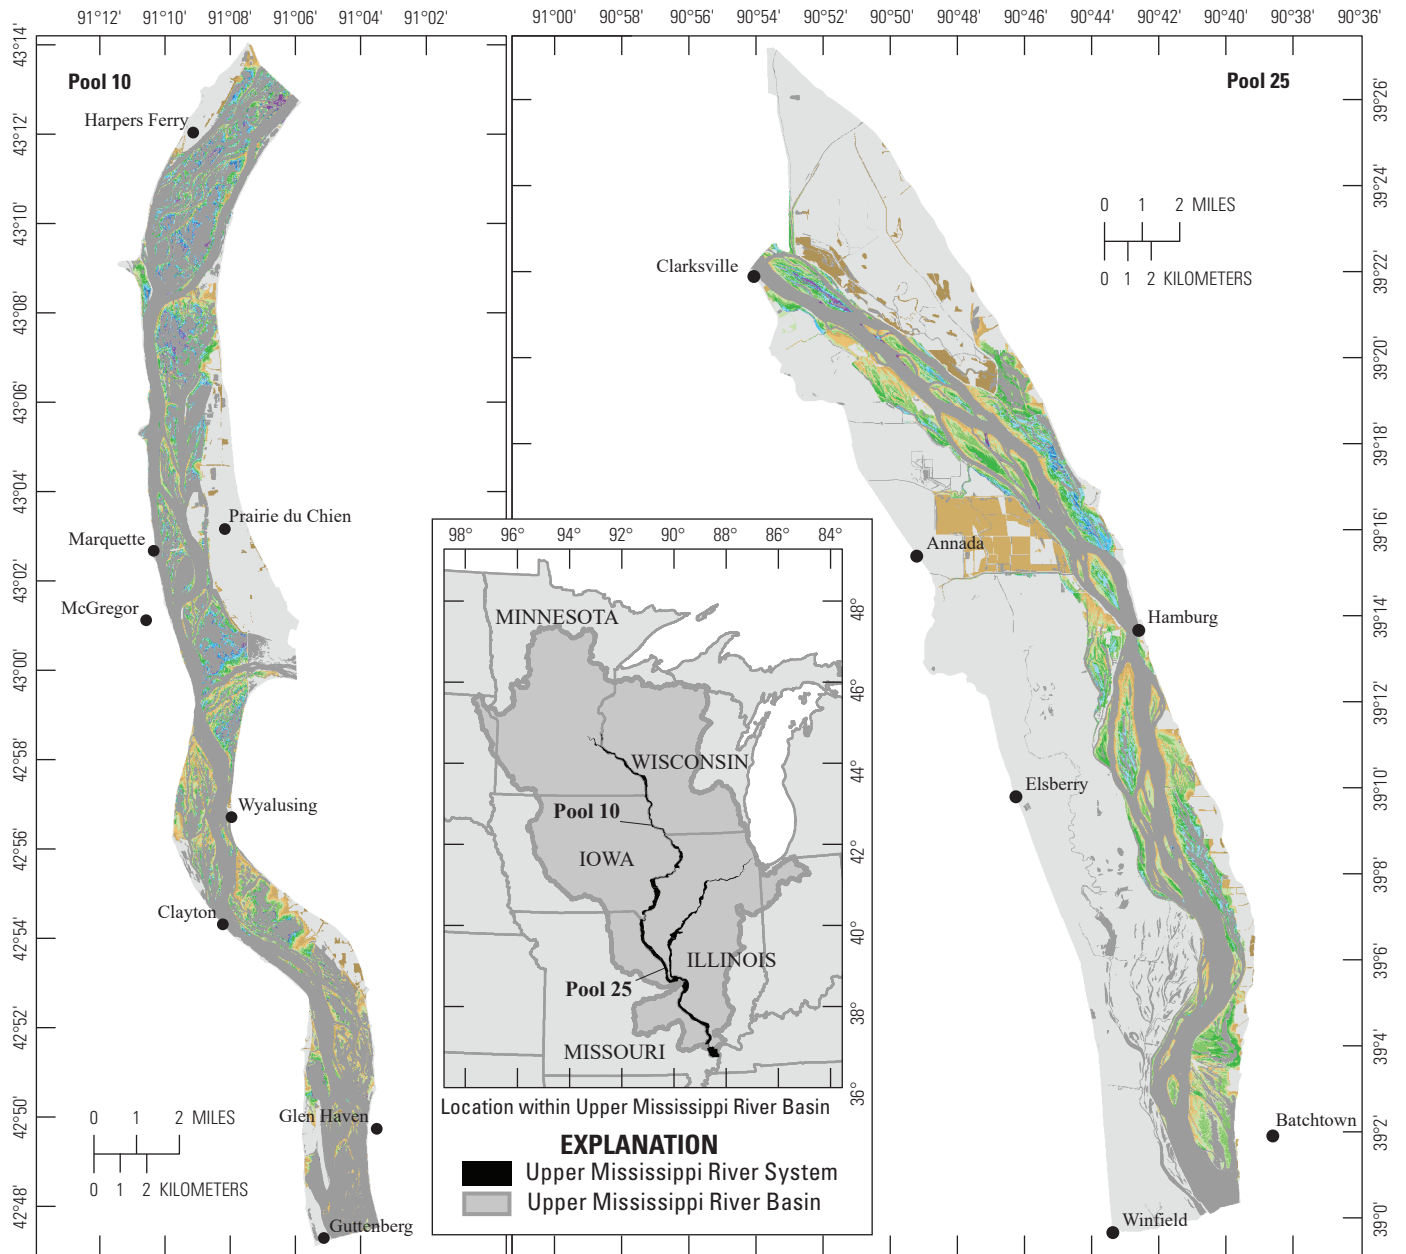 91°12' 91°10' 91°08' 91°06' 91°04' 91°02' 91°00' 90°58' 90°56' 90°54' 90°52' 90°50' 90°48' 90°46' 90°44' 90°42' 90°40' 90°38' 90°36'
Pool 10
43°14'
43°12'
43°10'
43°08'
43°06'
43°04'
43°02'
43°00'
42°58'
42°56'
42°54'
42°52'
42°50'
42°48'
Harpers Ferry
Prairie du Chien
Marquette
McGregor
Wyalusing
Clayton
Glen Haven
Guttenberg
0 1 2 MILES
0 1 2 KILOMETERS
Pool 25
39°26'
39°24'
39°22'
39°20'
39°18'
39°16'
39°14'
39°12'
39°10'
39°8'
39°6'
39°4'
39°2'
39°0'
0 1 2 MILES
0 1 2 KILOMETERS
Clarksville
Annada
Hamburg
Elsberry
Batchtown
Winfield
98° 96° 94° 92° 90° 88° 86° 84°
48°
46°
44°
42°
40°
38°
36°
MINNESOTA
WISCONSIN
Pool 10
IOWA
ILLINOIS
Pool 25
MISSOURI
Location within Upper Mississippi River Basin
EXPLANATION
Upper Mississippi River System
Upper Mississippi River Basin